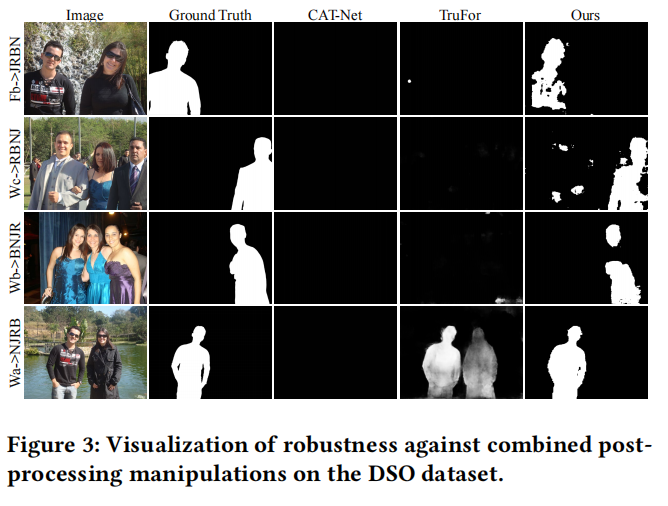 Image Ground Truth CAT-Net TruFor Ours
Fb->JRBN
Wc->RBNJ
Wb->BNJR
Wa->NJRB
Figure 3: Visualization of robustness against combined post-
processing manipulations on the DSO dataset.